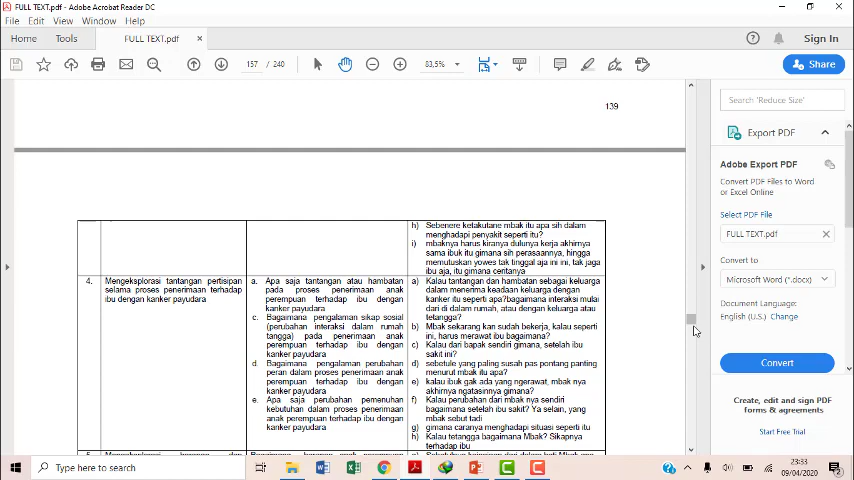 FULL TEXT.pdf - Adobe Acrobat Reader DC
File Edit View Window Help
Home Tools FULL TEXT.pdf × Sign In
157 / 240 83,5% Share
139
h) Sebenere ketakutane mbak itu apa sih dalam
menghadapi penyakit seperti itu?
i) mbaknya harus kiranya dulunya kerja akhirnya
sama ibuk itu gimana sih perasaannya, hingga
memutuskan yowes tak tinggal aja ini ini, tak jaga
ibu aja, itu gimana ceritanya
4. Mengeksplorasi tantangan pertisipan
selama proses penerimaan terhadap
ibu dengan kanker payudara
a. Apa saja tantangan atau hambatan
pada proses penerimaan anak
perempuan terhadap ibu dengan
kanker payudara
c. Bagaimana pengalaman sikap sosial
(perubahan interaksi dalam rumah
tangga) pada penerimaan anak
perempuan terhadap ibu dengan
kanker payudara
d. Bagaimana pengalaman perubahan
peran dalam proses penerimaan anak
perempuan terhadap ibu dengan
kanker payudara
e. Apa saja perubahan pemenuhan
kebutuhan dalam proses penerimaan
anak perempuan terhadap ibu dengan
kanker payudara
a) Kalau tantangan dan hambatan sebagai keluarga
dalam menerima keadaan keluarga dengan
kanker itu seperti apa?bagaimana interaksi mulai
dari di dalam rumah, atau dengan keluarga atau
tetangga?
b) Mbak sekarang kan sudah bekerja, kalau seperti
ini, harus merawat ibu bagaimana?
c) Kalau dari bapak sendiri gimana, setelah ibu
sakit ini?
d) sebetule yang paling susah pas pontang panting
menurut mbak itu apa?
e) kalau ibuk gak ada yang ngerawat, mbak nya
akhirny ngatasinnya gimana?
f) Kalau perubahan dari mbak nya sendiri
bagaimana setelah ibu sakit? Ya selain, yang
mbak sebut tadi
g) gimana caranya menghadapi situasi seperti itu
h) Kalau tetangga bagaimana Mbak? Sikapnya
terhadap ibu
Search 'Reduce Size'
Export PDF
Adobe Export PDF
Convert PDF Files to Word
or Excel Online
Select PDF File
FULL TEXT.pdf
Convert to
Microsoft Word (*.docx)
Document Language:
English (U.S.) Change
Convert
Create, edit and sign PDF
forms & agreements
Start Free Trial
Type here to search
23:33
09/04/2020
2